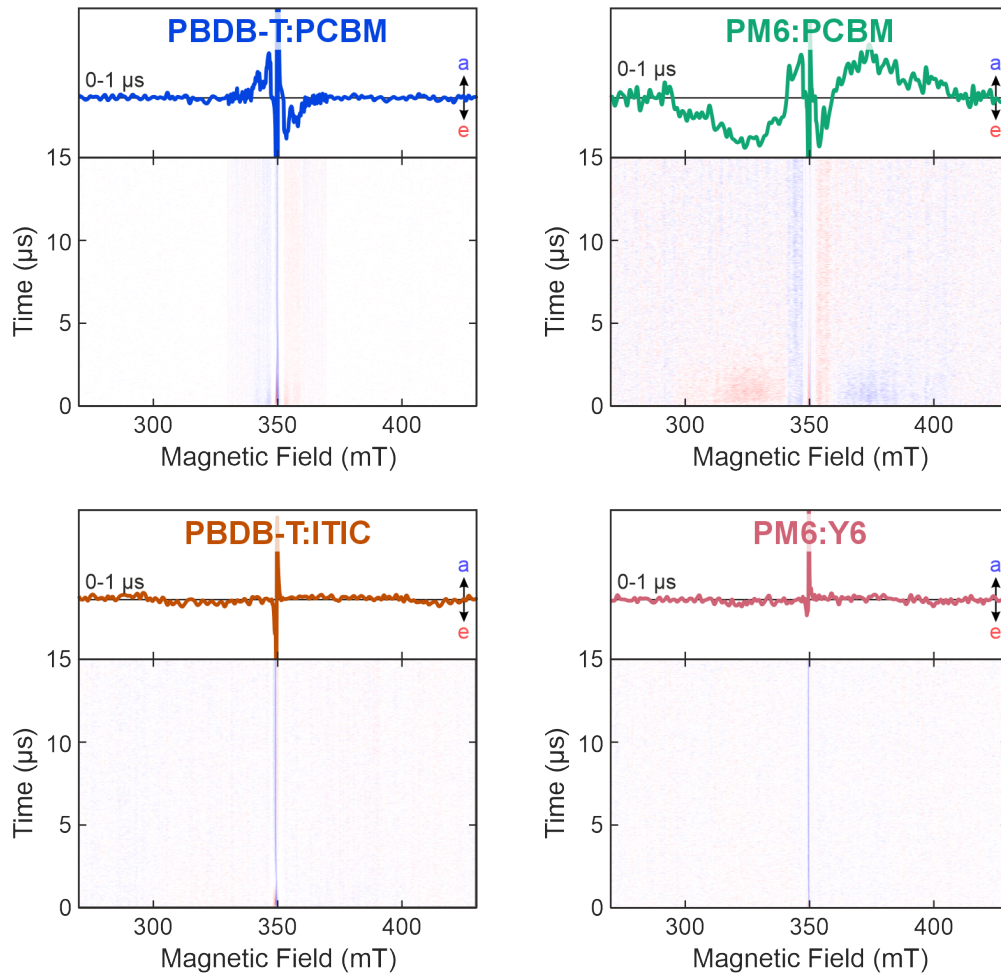 PBDB-T:PCBM
0-1 µs
a
e
15
10
5
0
Time (µs)
300
350
400
Magnetic Field (mT)
PM6:PCBM
0-1 µs
a
e
15
10
5
0
Time (µs)
300
350
400
Magnetic Field (mT)
PBDB-T:ITIC
0-1 µs
a
e
15
10
5
0
Time (µs)
300
350
400
Magnetic Field (mT)
PM6:Y6
0-1 µs
a
e
15
10
5
0
Time (µs)
300
350
400
Magnetic Field (mT)